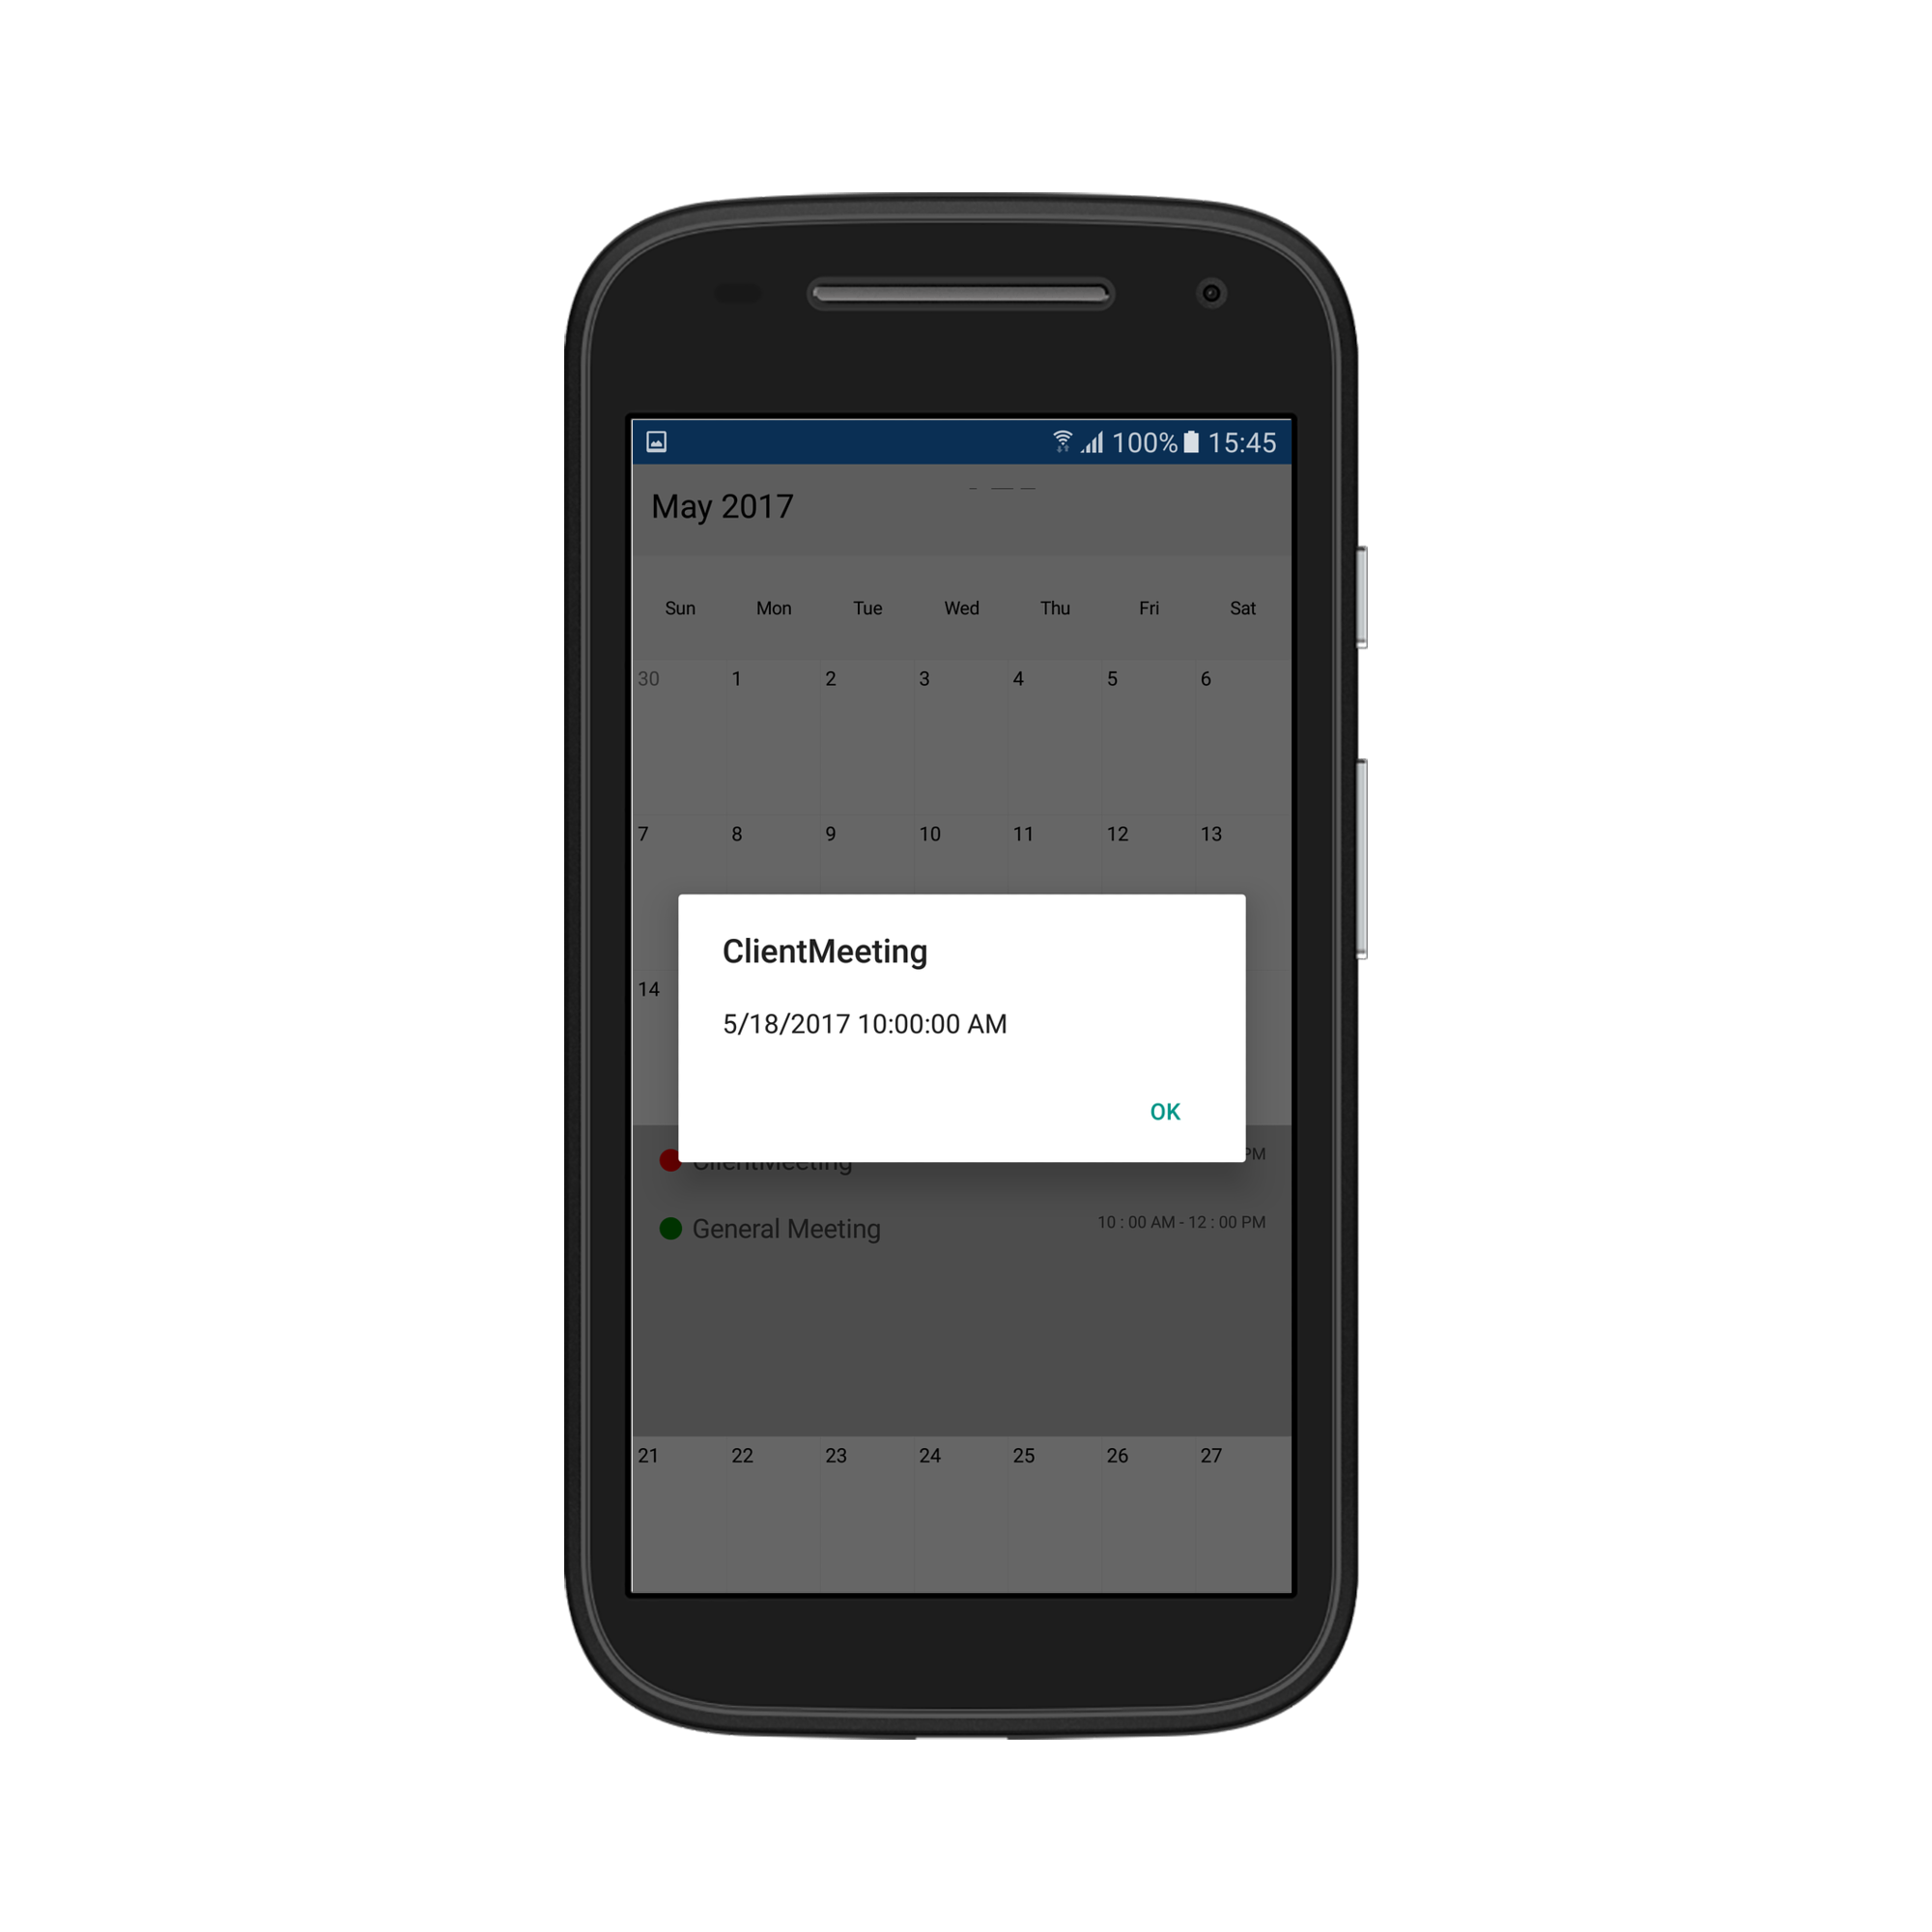 100% 15:45
May 2017
Sun Mon Tue Wed Thu Fri Sat
30 1 2 3 4 5 6
7 8 9 10 11 12 13
ClientMeeting
14
5/18/2017 10:00:00 AM
OK
ClientMeeting PM
General Meeting 10 : 00 AM - 12 : 00 PM
21 22 23 24 25 26 27